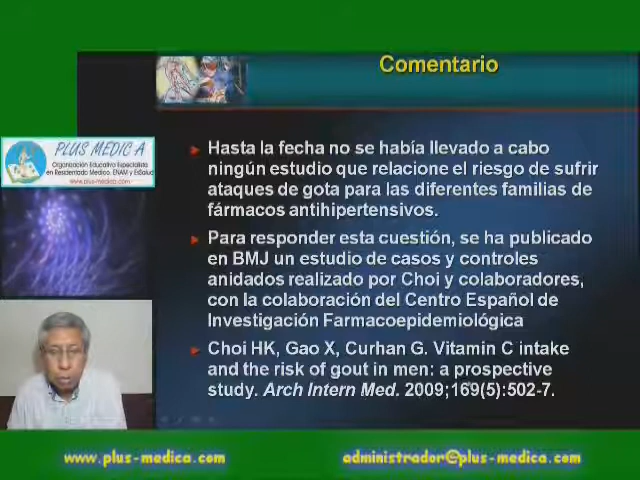 Comentario
PLUS MEDIC A
Organización Educativa Especialista
en Residentado Medico, ENAM y EsSalud
www.plus-medica.com
Hasta la fecha no se había llevado a cabo
ningún estudio que relacione el riesgo de sufrir
ataques de gota para las diferentes familias de
fármacos antihipertensivos.
Para responder esta cuestión, se ha publicado
en BMJ un estudio de casos y controles
anidados realizado por Choi y colaboradores,
con la colaboración del Centro Español de
Investigación Farmacoepidemiológica
Choi HK, Gao X, Curhan G. Vitamin C intake
and the risk of gout in men: a prospective
study. Arch Intern Med. 2009;169(5):502-7.
www.plus-medica.com
administrador@plus-medica.com